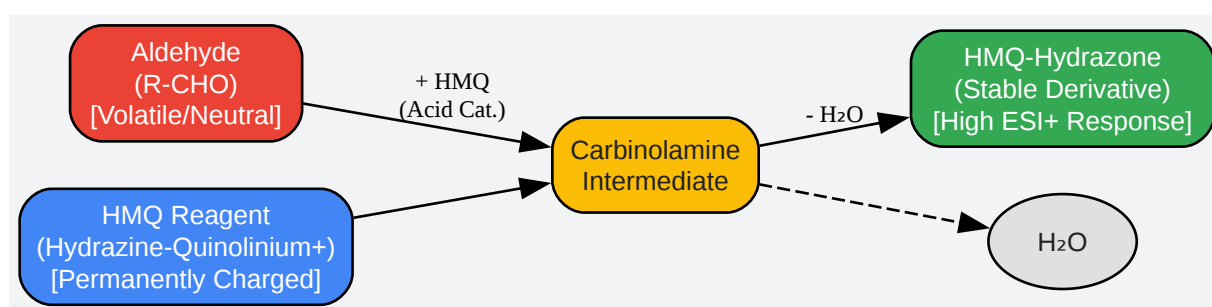 Aldehyde
(R-CHO)
[Volatile/Neutral]
+ HMQ
(Acid Cat.)
HMQ Reagent
(Hydrazine-Quinolinium+)
[Permanently Charged]
Carbinolamine
Intermediate
- H₂O
HMQ-Hydrazone
(Stable Derivative)
[High ESI+ Response]
H₂O